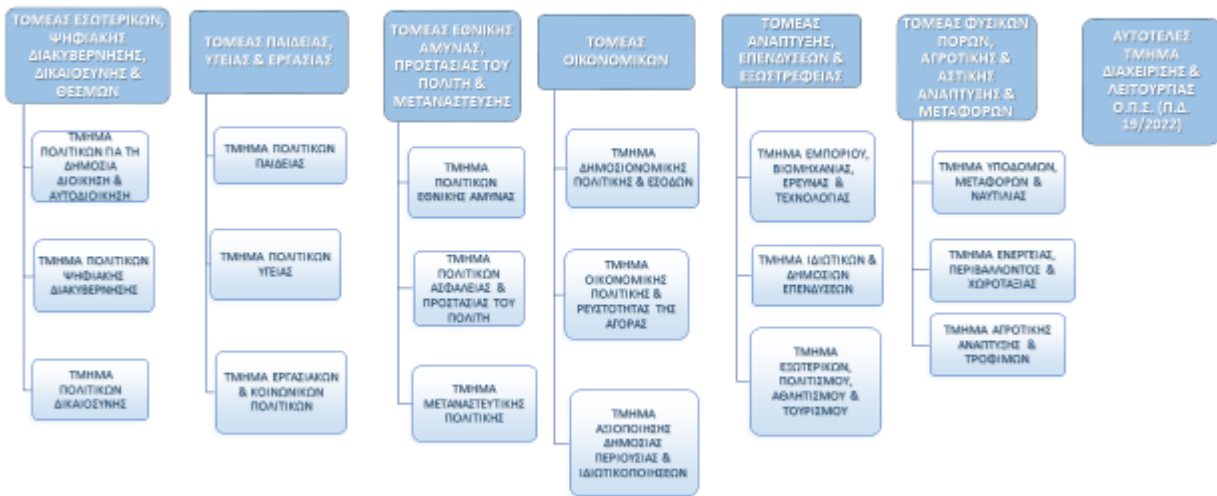 ΤΟΜΕΑΣ ΕΣΩΤΕΡΙΚΩΝ,
ΨΗΦΙΑΚΗΣ
ΔΙΑΚΥΒΕΡΝΗΣΗΣ,
ΔΙΚΑΙΟΣΥΝΗΣ &
ΘΕΣΜΩΝ
ΤΜΗΜΑ
ΠΟΛΙΤΙΚΩΝ ΓΙΑ ΤΗ
ΔΗΜΟΣΙΑ
ΔΙΟΙΚΗΣΗ &
ΑΥΤΟΔΙΟΙΚΗΣΗ
ΤΜΗΜΑ ΠΟΛΙΤΙΚΩΝ
ΨΗΦΙΑΚΗΣ
ΔΙΑΚΥΒΕΡΝΗΣΗΣ
ΤΜΗΜΑ
ΠΟΛΙΤΙΚΩΝ
ΔΙΚΑΙΟΣΥΝΗΣ
ΤΟΜΕΑΣ ΠΑΙΔΕΙΑΣ,
ΥΓΕΙΑΣ & ΕΡΓΑΣΙΑΣ
ΤΜΗΜΑ ΠΟΛΙΤΙΚΩΝ
ΠΑΙΔΕΙΑΣ
ΤΜΗΜΑ ΠΟΛΙΤΙΚΩΝ
ΥΓΕΙΑΣ
ΤΜΗΜΑ ΕΡΓΑΣΙΑΚΩΝ
& ΚΟΙΝΩΝΙΚΩΝ
ΠΟΛΙΤΙΚΩΝ
ΤΟΜΕΑΣ ΕΘΝΙΚΗΣ
ΑΜΥΝΑΣ,
ΠΡΟΣΤΑΣΙΑΣ ΤΟΥ
ΠΟΛΙΤΗ &
ΜΕΤΑΝΑΣΤΕΥΣΗΣ
ΤΜΗΜΑ
ΠΟΛΙΤΙΚΩΝ
ΕΘΝΙΚΗΣ ΑΜΥΝΑΣ
ΤΜΗΜΑ
ΠΟΛΙΤΙΚΩΝ
ΑΣΦΑΛΕΙΑΣ &
ΠΡΟΣΤΑΣΙΑΣ ΤΟΥ
ΠΟΛΙΤΗ
ΤΜΗΜΑ
ΜΕΤΑΝΑΣΤΕΥΤΙΚΗΣ
ΠΟΛΙΤΙΚΗΣ
ΤΟΜΕΑΣ
ΟΙΚΟΝΟΜΙΚΩΝ
ΤΜΗΜΑ
ΔΗΜΟΣΙΟΝΟΜΙΚΗΣ
ΠΟΛΙΤΙΚΗΣ & ΕΣΟΔΩΝ
ΤΜΗΜΑ
ΟΙΚΟΝΟΜΙΚΗΣ
ΠΟΛΙΤΙΚΗΣ &
ΡΕΥΣΤΟΤΗΤΑΣ ΤΗΣ
ΑΓΟΡΑΣ
ΤΜΗΜΑ
ΑΞΙΟΠΟΙΗΣΗΣ
ΔΗΜΟΣΙΑΣ
ΠΕΡΙΟΥΣΙΑΣ &
ΙΔΙΩΤΙΚΟΠΟΙΗΣΕΩΝ
ΤΟΜΕΑΣ
ΑΝΑΠΤΥΞΗΣ,
ΕΠΕΝΔΥΣΕΩΝ &
ΕΞΩΣΤΡΕΦΕΙΑΣ
ΤΜΗΜΑ ΕΜΠΟΡΙΟΥ,
ΒΙΟΜΗΧΑΝΙΑΣ,
ΕΡΕΥΝΑΣ &
ΤΕΧΝΟΛΟΓΙΑΣ
ΤΜΗΜΑ ΙΔΙΩΤΙΚΩΝ &
ΔΗΜΟΣΙΩΝ
ΕΠΕΝΔΥΣΕΩΝ
ΤΜΗΜΑ
ΕΞΩΤΕΡΙΚΩΝ,
ΠΟΛΙΤΙΣΜΟΥ,
ΑΘΛΗΤΙΣΜΟΥ &
ΤΟΥΡΙΣΜΟΥ
ΤΟΜΕΑΣ ΦΥΣΙΚΩΝ
ΠΟΡΩΝ,
ΑΓΡΟΤΙΚΗΣ &
ΑΣΤΙΚΗΣ
ΑΝΑΠΤΥΞΗΣ &
ΜΕΤΑΦΟΡΩΝ
ΤΜΗΜΑ ΥΠΟΔΟΜΩΝ,
ΜΕΤΑΦΟΡΩΝ &
ΝΑΥΤΙΛΙΑΣ
ΤΜΗΜΑ ΕΝΕΡΓΕΙΑΣ,
ΠΕΡΙΒΑΛΛΟΝΤΟΣ &
ΧΩΡΟΤΑΞΙΑΣ
ΤΜΗΜΑ ΑΓΡΟΤΙΚΗΣ
ΑΝΑΠΤΥΞΗΣ &
ΤΡΟΦΙΜΩΝ
ΑΥΤΟΤΕΛΕΣ
ΤΜΗΜΑ
ΔΙΑΧΕΙΡΙΣΗΣ &
ΛΕΙΤΟΥΡΓΙΑΣ
Ο.Π.Σ. (Π.Δ.
19/2022)